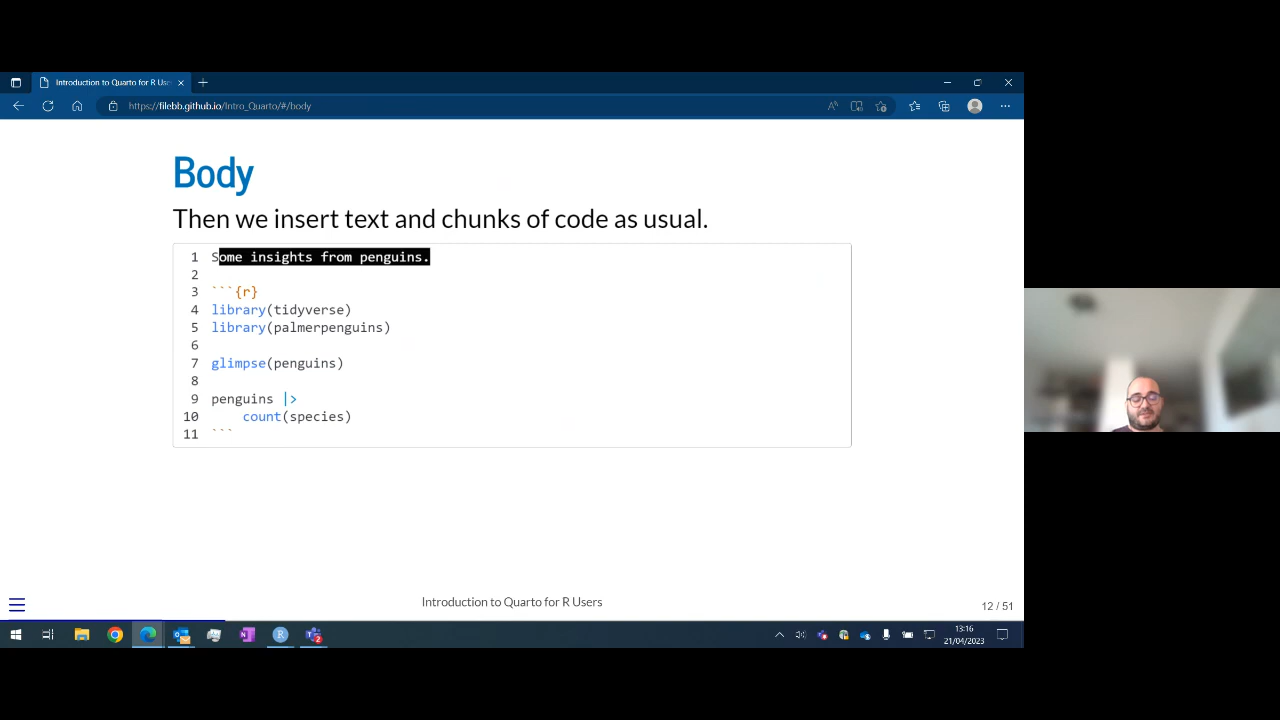 Introduction to Quarto for R Use
https://filebb.github.io/Intro_Quarto/#/body
Body
Then we insert text and chunks of code as usual.
1 Some insights from penguins.
2
3 ```{r}
4 library(tidyverse)
5 library(palmerpenguins)
6
7 glimpse(penguins)
8
9 penguins |>
10 count(species)
11 ```
Introduction to Quarto for R Users
12 / 51
13:16
21/04/2023